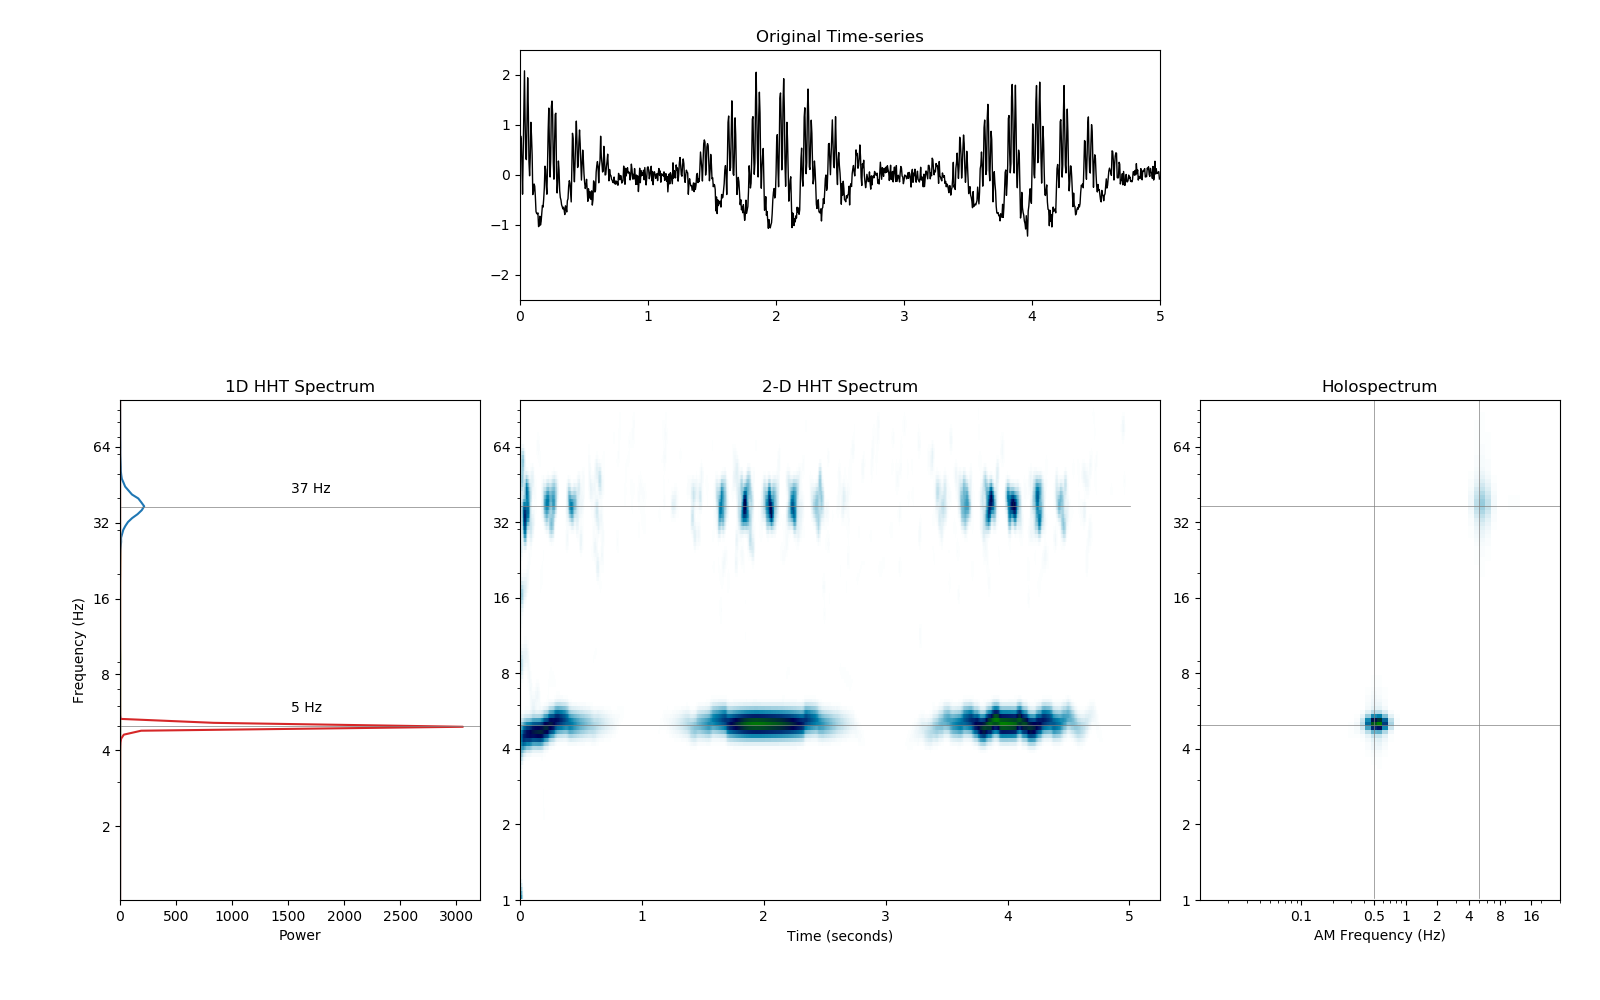 Original Time-series
2
1
0
−1
−2
0 1 2 3 4 5
1D HHT Spectrum
2-D HHT Spectrum
Holospectrum
64
32
16
8
4
2
37 Hz
5 Hz
Frequency (Hz)
0 500 1000 1500 2000 2500 3000
Power
64
32
16
8
4
2
1
0 1 2 3 4 5
Time (seconds)
64
32
16
8
4
2
1
0.1 0.5 1 2 4 8 16
AM Frequency (Hz)